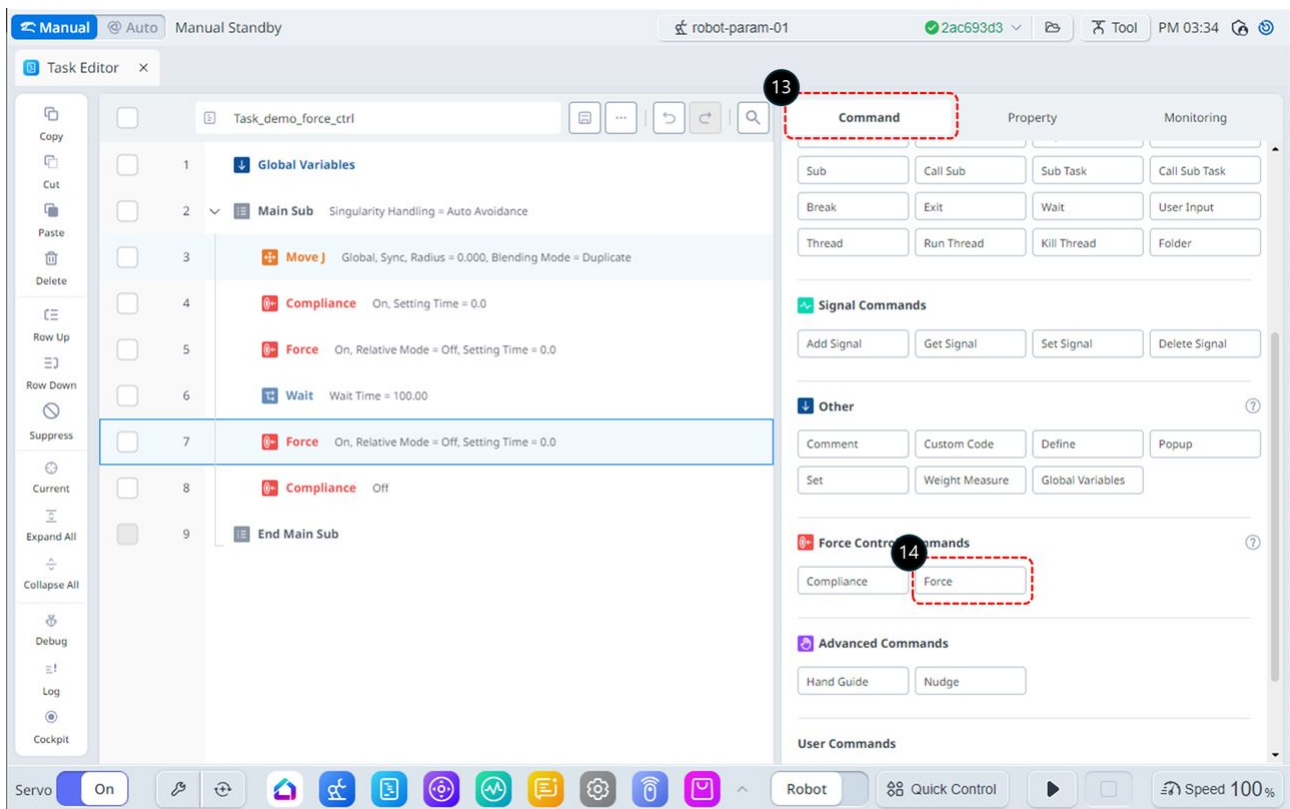 Manual Auto Manual Standby robot-param-01 2ac693d3 Tool PM 03:34
Task Editor ×
13
Copy
Cut
Paste
Delete
Row Up
Row Down
Suppress
Current
Expand All
Collapse All
Debug
Log
Cockpit
Task_demo_force_ctrl ...
1 Global Variables
2 Main Sub Singularity Handling = Auto Avoidance
3 Move J Global, Sync, Radius = 0.000, Blending Mode = Duplicate
4 Compliance On, Setting Time = 0.0
5 Force On, Relative Mode = Off, Setting Time = 0.0
6 Wait Wait Time = 100.00
7 Force On, Relative Mode = Off, Setting Time = 0.0
8 Compliance Off
9 End Main Sub
Command Property Monitoring
Sub Call Sub Sub Task Call Sub Task
Break Exit Wait User Input
Thread Run Thread Kill Thread Folder
Signal Commands
Add Signal Get Signal Set Signal Delete Signal
Other ?
Comment Custom Code Define Popup
Set Weight Measure Global Variables
Force Contro mmands ?
14
Compliance Force
Advanced Commands
Hand Guide Nudge
User Commands
Servo On Robot Quick Control Speed 100%